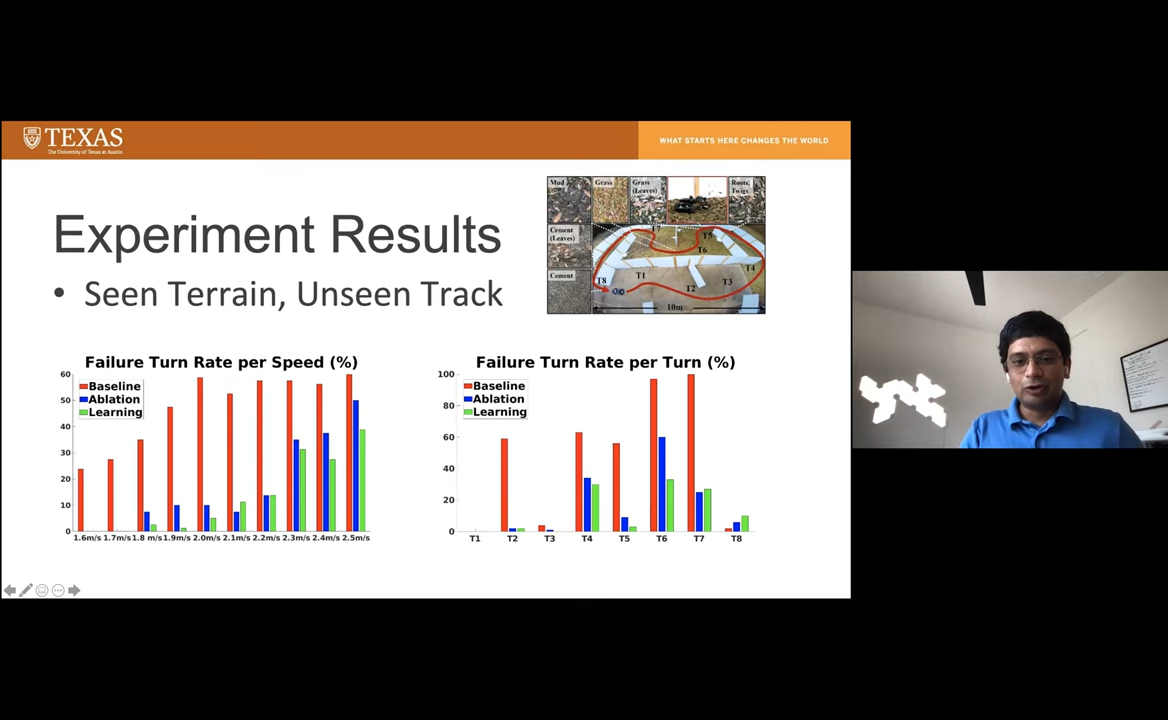 TEXAS
The University of Texas at Austin
WHAT STARTS HERE CHANGES THE WORLD
Experiment Results
• Seen Terrain, Unseen Track
Mud
Grass
Grass
(Leaves)
Roots,
Twigs
Cement
(Leaves)
Cement
T7
T5
T6
T4
T8
T1
T2
T3
10m
Failure Turn Rate per Speed (%)
60
50
40
30
20
10
0
Baseline
Ablation
Learning
1.6m/s 1.7m/s 1.8 m/s 1.9m/s 2.0m/s 2.1m/s 2.2m/s 2.3m/s 2.4m/s 2.5m/s
Failure Turn Rate per Turn (%)
100
80
60
40
20
0
Baseline
Ablation
Learning
T1 T2 T3 T4 T5 T6 T7 T8